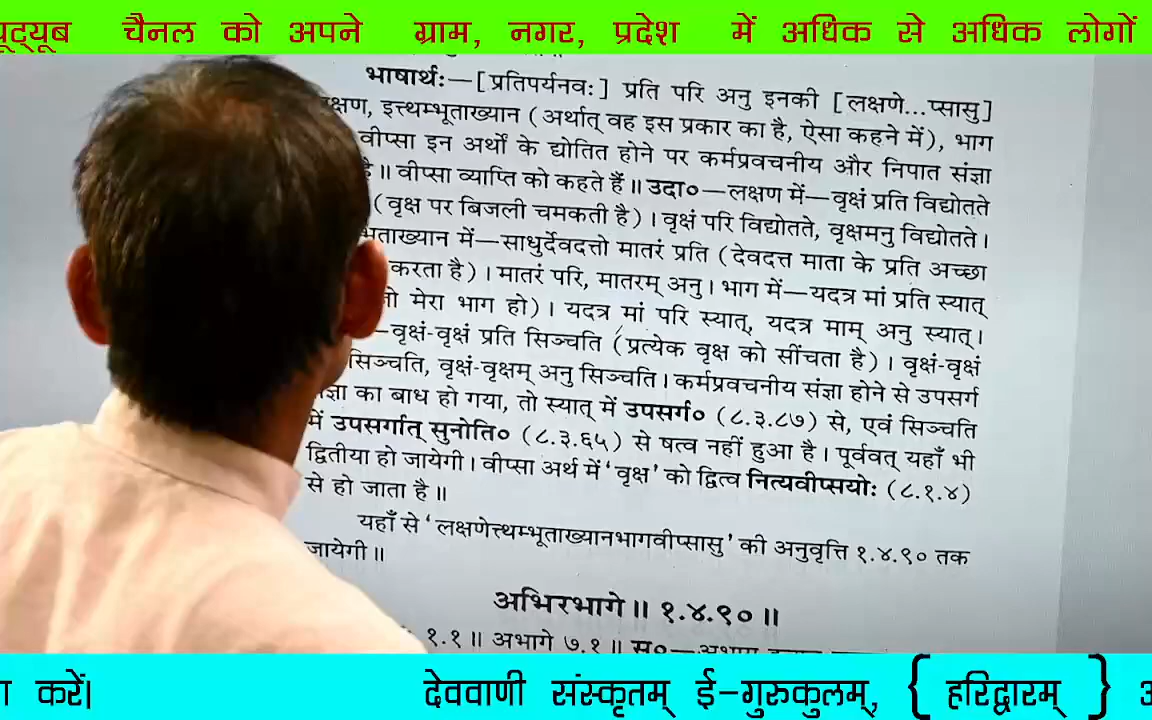 चैनल को अपने ग्राम, नगर, प्रदेश में अधिक से अधिक लोगों
भाषार्थः—[प्रतिपर्यनवः] प्रति परि अनु इनकी [लक्षणे...प्सासु]
इत्थम्भूताख्यान (अर्थात् वह इस प्रकार का है, ऐसा कहने में), भाग
वीप्सा इन अर्थों के द्योतित होने पर कर्मप्रवचनीय और निपात संज्ञा
है॥ वीप्सा व्याप्ति को कहते हैं॥ उदा०—लक्षण में—वृक्षं प्रति विद्योतते
(वृक्ष पर बिजली चमकती है)। वृक्षं परि विद्योतते, वृक्षमनु विद्योतते।
में—साधुर्देवदत्तो मातरं प्रति (देवदत्त माता के प्रति अच्छा
करता है)। मातरं परि, मातरम् अनु। भाग में—यदत्र मां प्रति स्यात्
मेरा भाग हो)। यदत्र मां परि स्यात्, यदत्र माम् अनु स्यात्।
—वृक्षं-वृक्षं प्रति सिञ्चति (प्रत्येक वृक्ष को सींचता है)। वृक्षं-वृक्षं
सिञ्चति, वृक्षं-वृक्षम् अनु सिञ्चति। कर्मप्रवचनीय संज्ञा होने से उपसर्ग
का बाध हो गया, तो स्यात् में उपसर्ग० (८.३.८७) से, एवं सिञ्चति
में उपसर्गात् सुनोति० (८.३.६५) से षत्व नहीं हुआ है। पूर्ववत् यहाँ भी
द्वितीया हो जायेगी। वीप्सा अर्थ में 'वृक्ष' को द्वित्व नित्यवीप्सयोः (८.१.४)
से हो जाता है॥
यहाँ से 'लक्षणेत्थम्भूताख्यानभागवीप्सासु' की अनुवृत्ति १.४.९० तक
जायेगी॥
अभिरभागे॥ १.४.९०॥
१.१॥ अभागे ७.१॥ स०—
करें। देववाणी संस्कृतम् ई-गुरुकुलम्, { हरिद्वारम् }